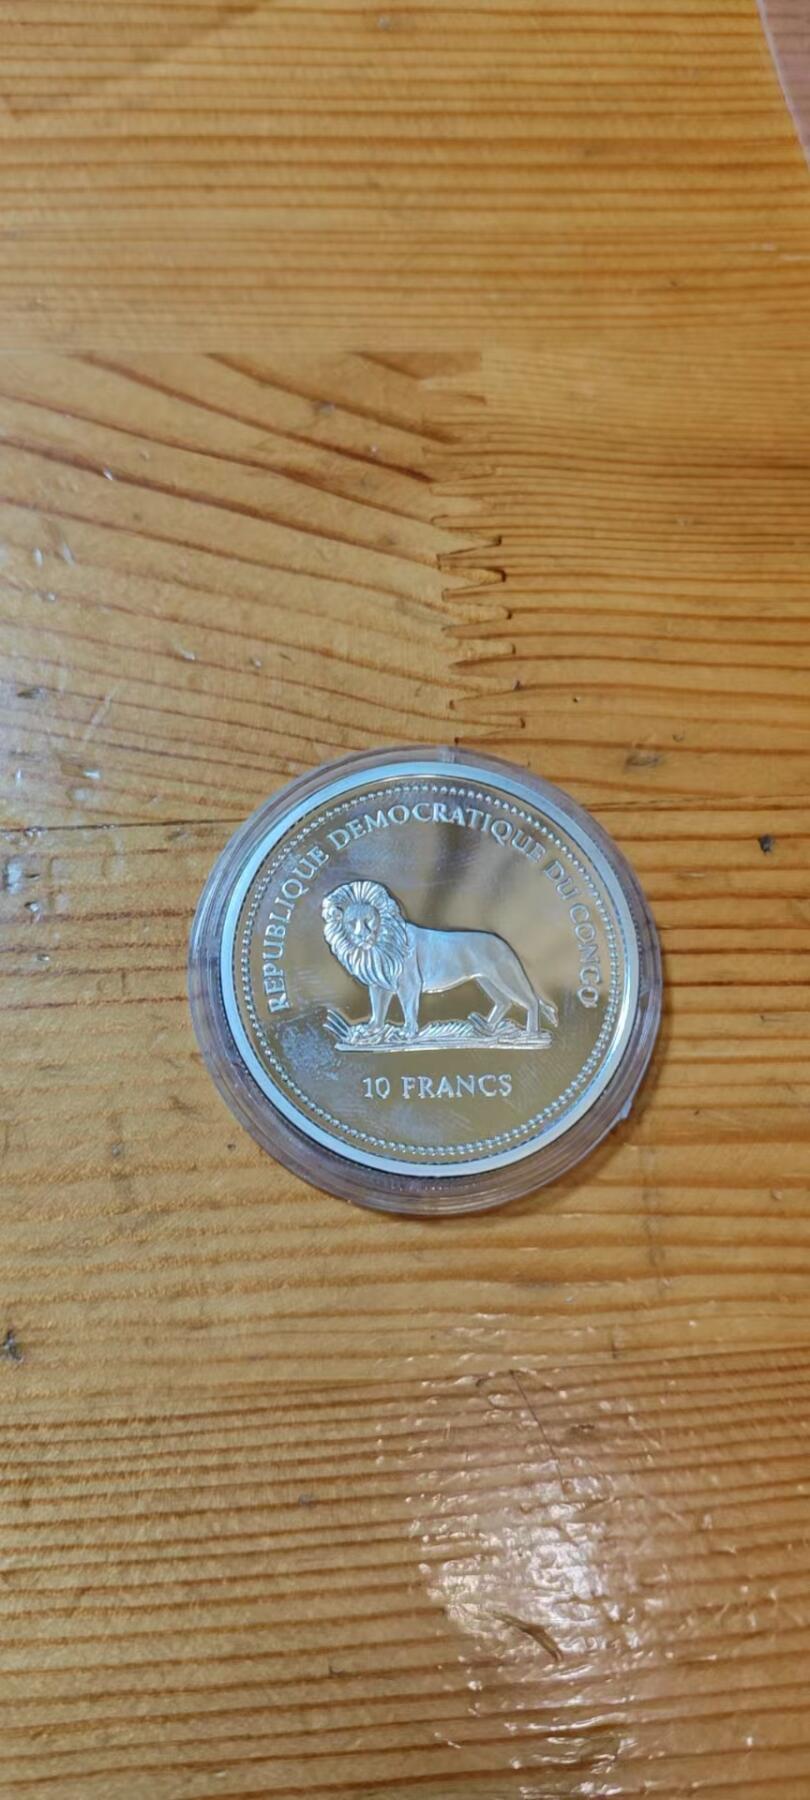 REPUBLIQUE DEMOCRATIQUE DU CONGO
10 FRANCS